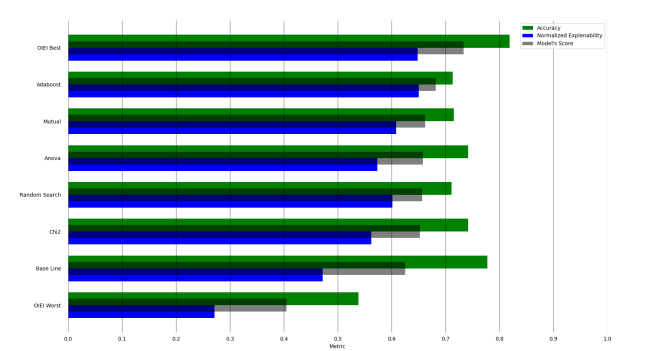 Accuracy
Normalized Explenability
Model's Score
OIEI Best
Adaboost
Mutual
Anova
Random Search
Chi2
Base Line
OIEI Worst
0.0 0.1 0.2 0.3 0.4 0.5 0.6 0.7 0.8 0.9 1.0
Metric